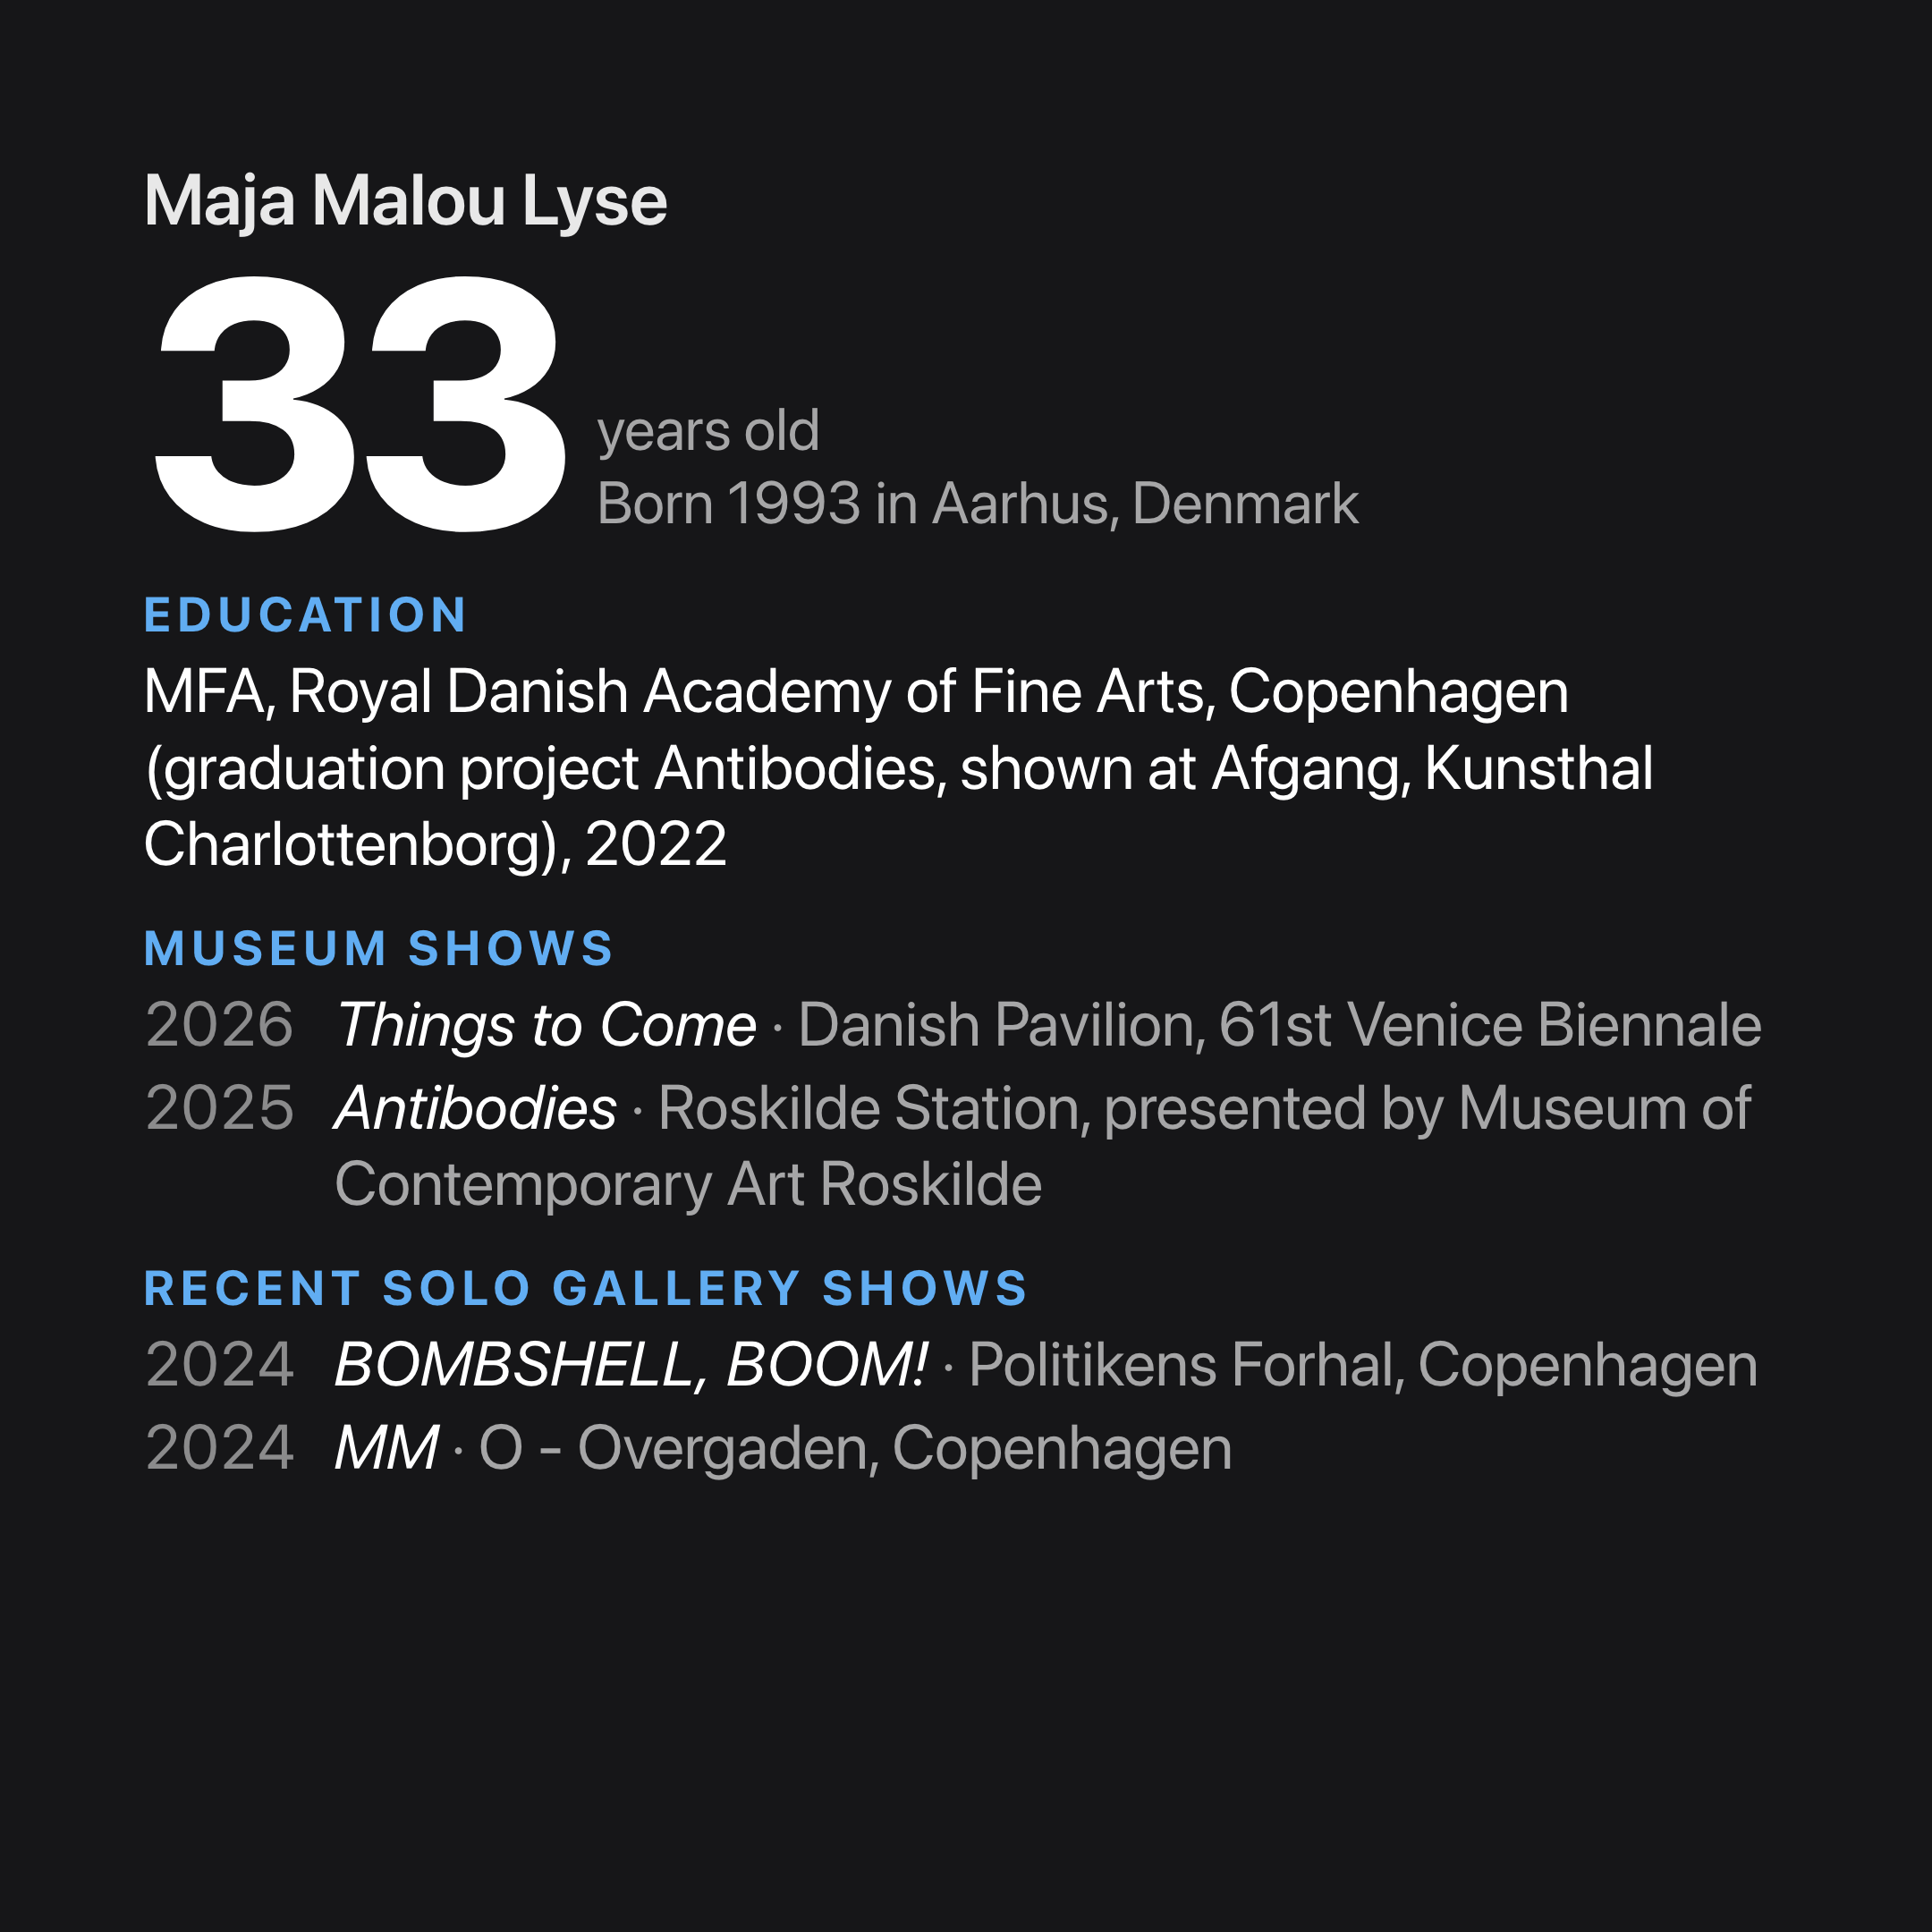 Maja Malou Lyse
33
years old
Born 1993 in Aarhus, Denmark
EDUCATION
MFA, Royal Danish Academy of Fine Arts, Copenhagen
(graduation project Antibodies, shown at Afgang, Kunsthal
Charlottenborg), 2022
MUSEUM SHOWS
2026 Things to Come · Danish Pavilion, 61st Venice Biennale
2025 Antibodies · Roskilde Station, presented by Museum of
Contemporary Art Roskilde
RECENT SOLO GALLERY SHOWS
2024 BOMBSHELL, BOOM! · Politikens Forhal, Copenhagen
2024 MM · O - Overgaden, Copenhagen